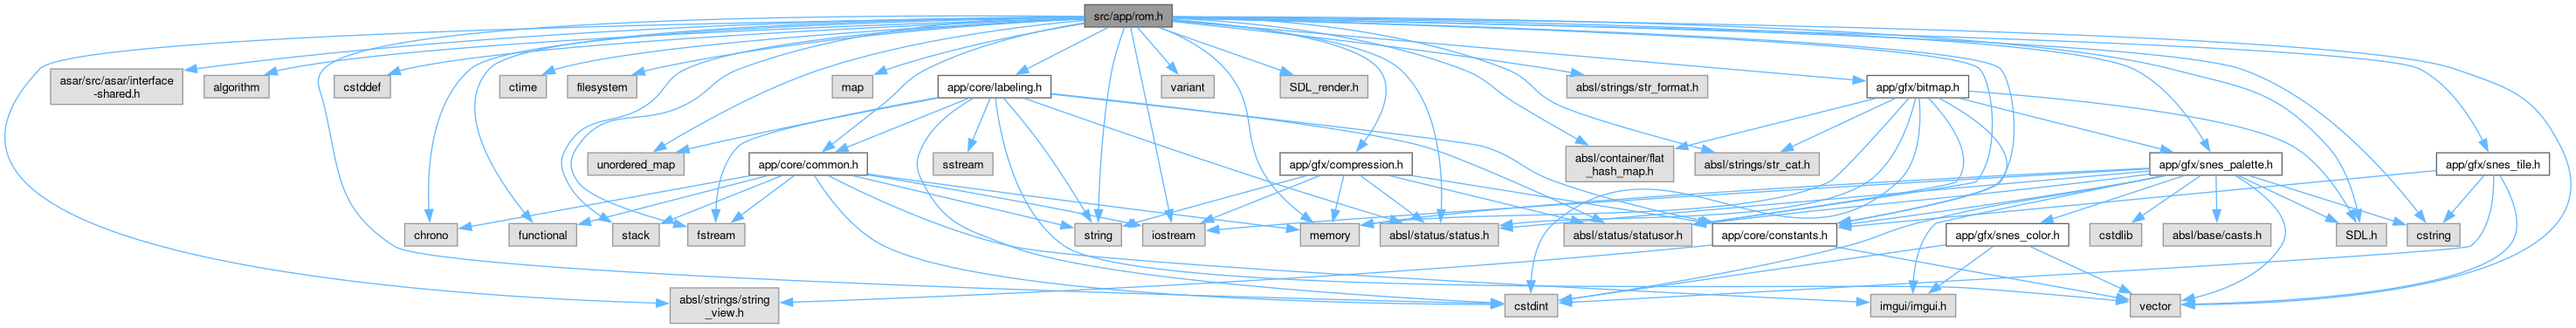 src/app/rom.h
asar/src/asar/interface
-shared.h
algorithm
cstddef
ctime
filesystem
map
app/core/labeling.h
variant
SDL_render.h
absl/strings/str_format.h
app/gfx/bitmap.h
unordered_map
app/core/common.h
sstream
app/gfx/compression.h
absl/container/flat
_hash_map.h
absl/strings/str_cat.h
app/gfx/snes_palette.h
app/gfx/snes_tile.h
chrono
functional
stack
fstream
string
iostream
memory
absl/status/status.h
absl/status/statusor.h
app/core/constants.h
app/gfx/snes_color.h
cstdlib
absl/base/casts.h
SDL.h
cstring
absl/strings/string
_view.h
cstdint
imgui/imgui.h
vector